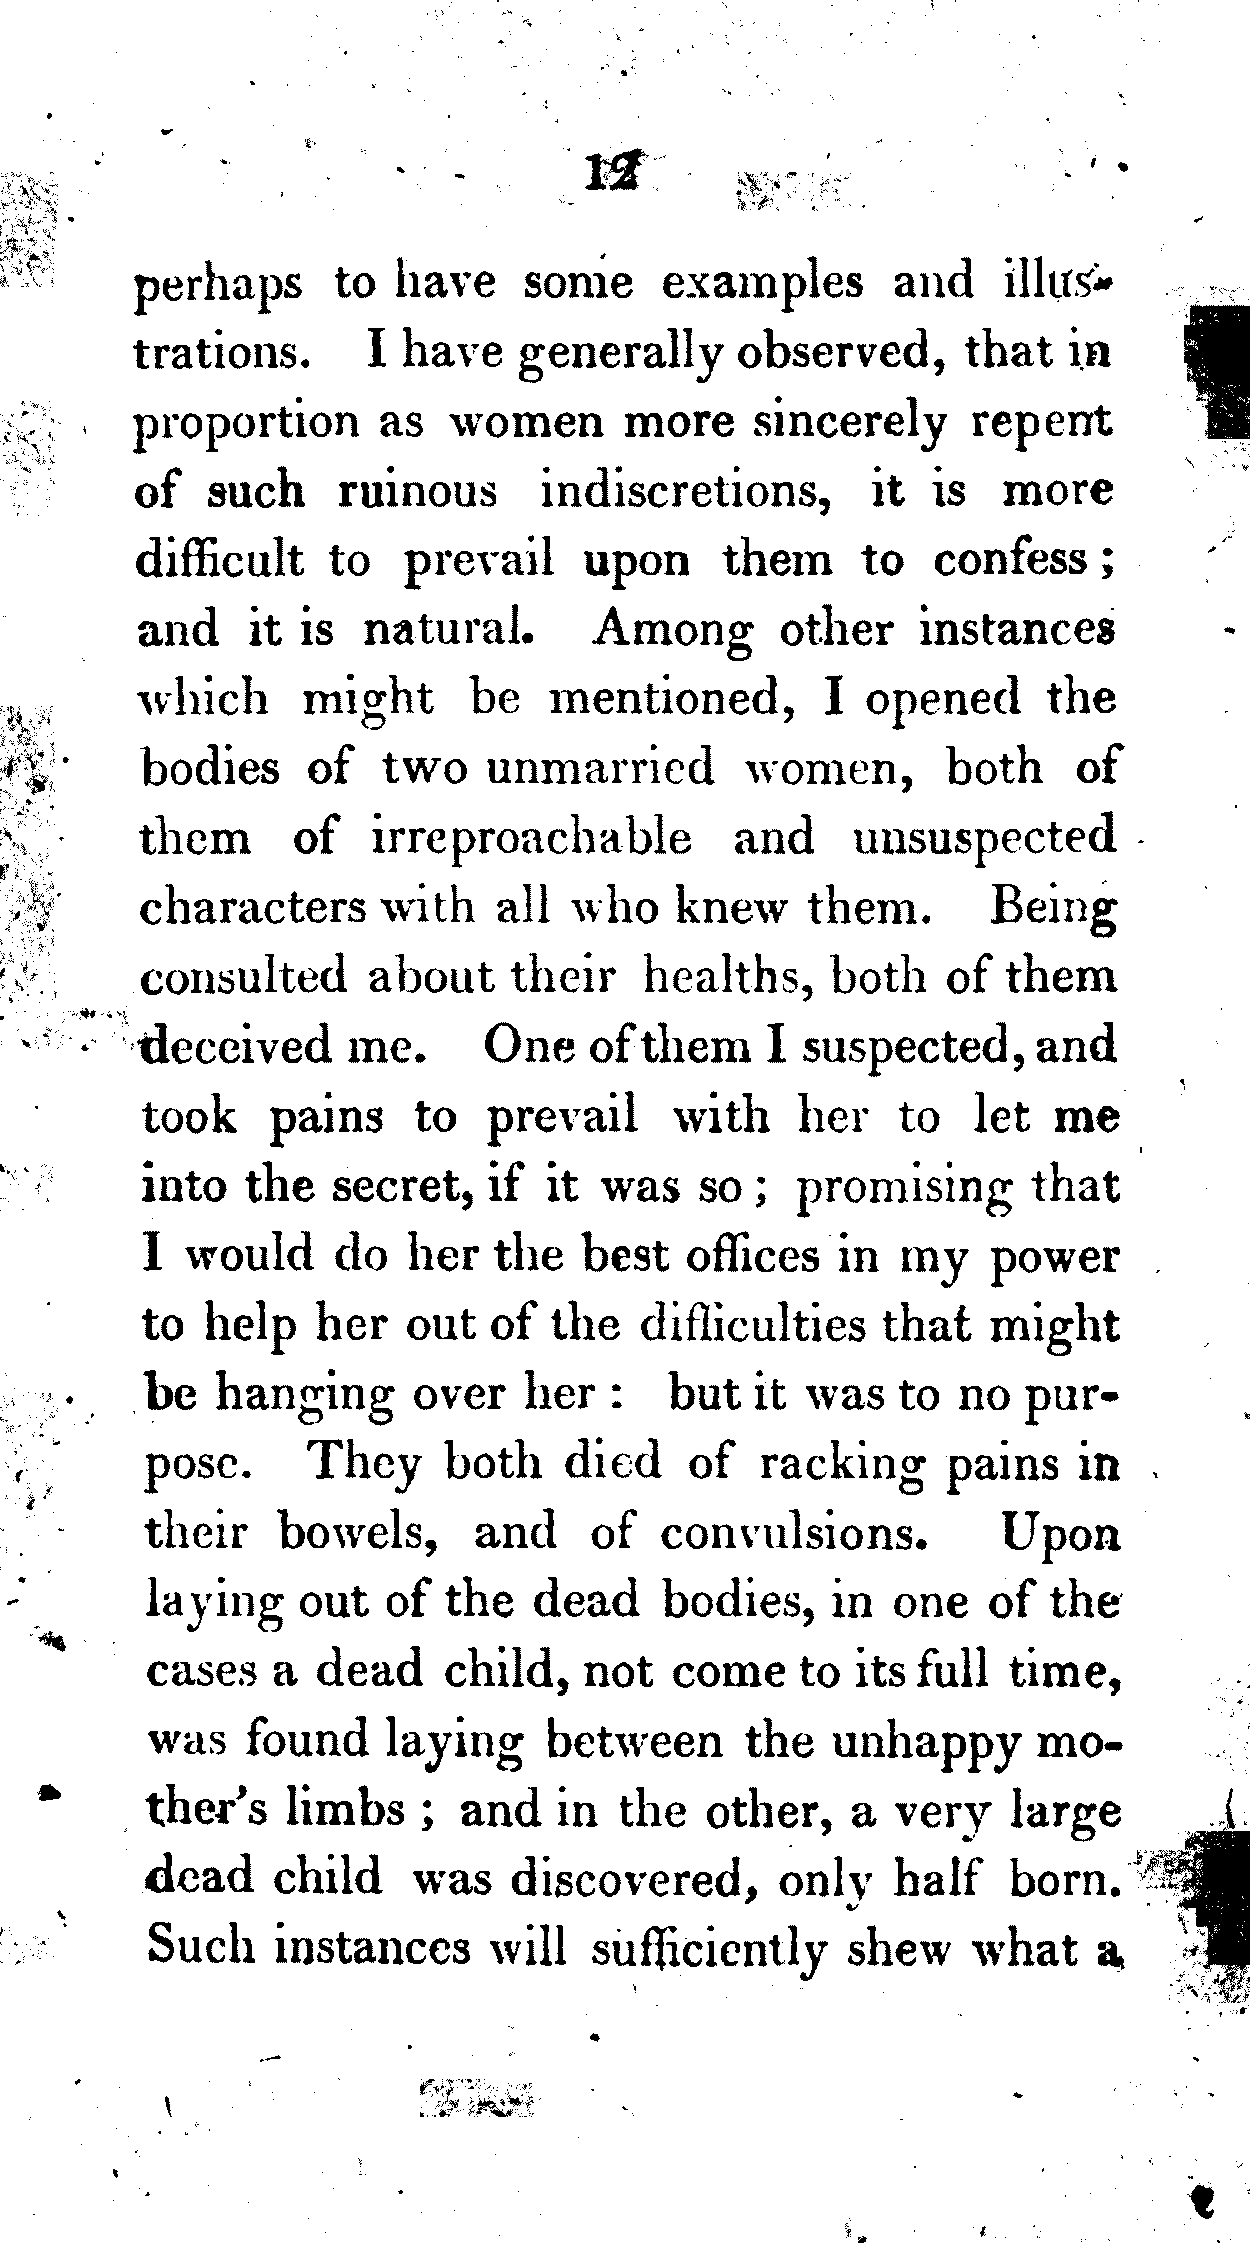 12
perhaps to have some examples and illus-
trations. I have generally observed, that in
proportion as women more sincerely repent
of such ruinous indiscretions, it is more
difficult to prevail upon them to confess;
and it is natural. Among other instances
which might be mentioned, I opened the
bodies of two unmarried women, both of
them of irreproachable and unsuspected
characters with all who knew them. Being
consulted about their healths, both of them
deceived me. One of them I suspected, and
took pains to prevail with her to let me
into the secret, if it was so; promising that
I would do her the best offices in my power
to help her out of the difficulties that might
be hanging over her: but it was to no pur-
pose. They both died of racking pains in
their bowels, and of convulsions. Upon
laying out of the dead bodies, in one of the
cases a dead child, not come to its full time,
was found laying between the unhappy mo-
ther's limbs; and in the other, a very large
dead child was discovered, only half born.
Such instances will sufficiently shew what a